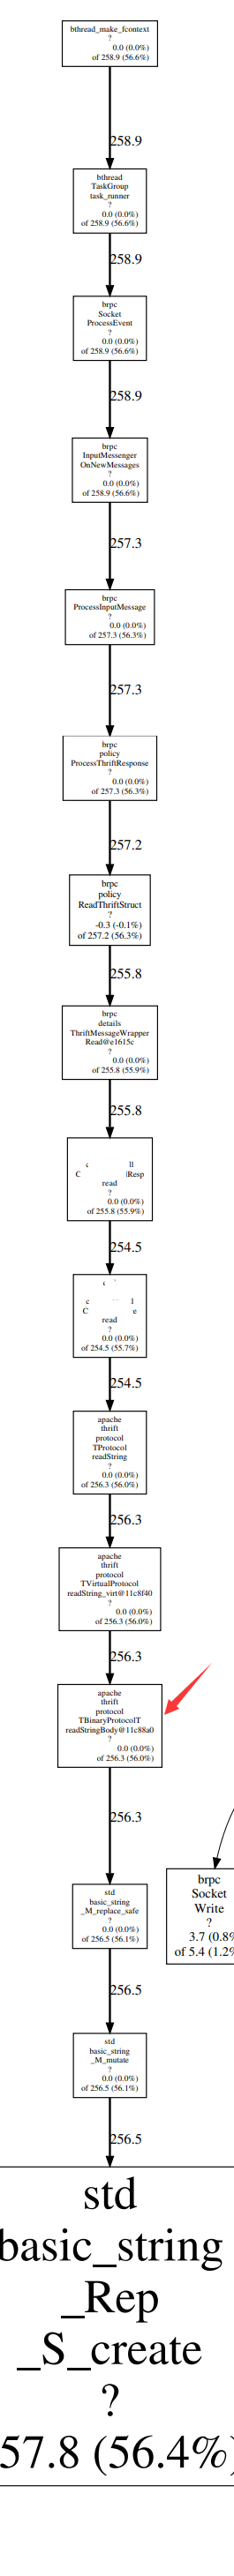 bthread_make_fcontext
?
0.0 (0.0%)
of 258.9 (56.6%)
258.9
bthread
TaskGroup
task_runner
?
0.0 (0.0%)
of 258.9 (56.6%)
258.9
brpc
Socket
ProcessEvent
?
0.0 (0.0%)
of 258.9 (56.6%)
258.9
brpc
InputMessenger
OnNewMessages
?
0.0 (0.0%)
of 258.9 (56.6%)
257.3
brpc
ProcessInputMessage
?
0.0 (0.0%)
of 257.3 (56.3%)
257.3
brpc
policy
ProcessThriftResponse
?
0.0 (0.0%)
of 257.3 (56.3%)
257.2
brpc
policy
ReadThriftStruct
?
-0.3 (-0.1%)
of 257.2 (56.3%)
255.8
brpc
details
ThriftMessageWrapper
Read@e1615c
?
0.0 (0.0%)
of 255.8 (55.9%)
255.8
read
?
0.0 (0.0%)
of 255.8 (55.9%)
254.5
read
?
0.0 (0.0%)
of 254.5 (55.7%)
254.5
apache
thrift
protocol
TProtocol
readString
?
0.0 (0.0%)
of 256.3 (56.0%)
256.3
apache
thrift
protocol
TVirtualProtocol
readString_virt@11c8f40
?
0.0 (0.0%)
of 256.3 (56.0%)
256.3
apache
thrift
protocol
TBinaryProtocolT
readStringBody@11c88a0
?
0.0 (0.0%)
of 256.3 (56.0%)
256.3
brpc
Socket
Write
?
3.7 (0.8%
of 5.4 (1.2%
std
basic_string
_M_replace_safe
?
0.0 (0.0%)
of 256.5 (56.1%)
256.5
std
basic_string
_M_mutate
?
0.0 (0.0%)
of 256.5 (56.1%)
256.5
std
basic_string
_Rep
_S_create
?
57.8 (56.4%)